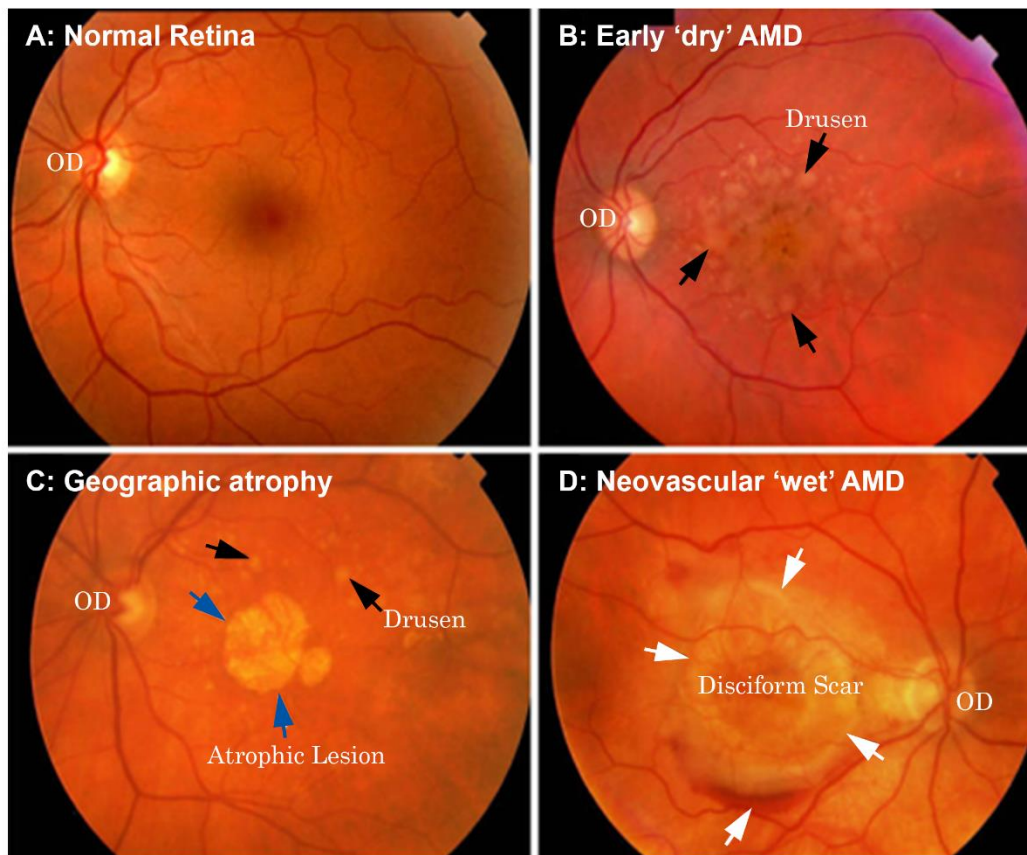 A: Normal Retina
OD
B: Early ‘dry’ AMD
Drusen
OD
C: Geographic atrophy
OD
Drusen
Atrophic Lesion
D: Neovascular ‘wet’ AMD
Disciform Scar
OD